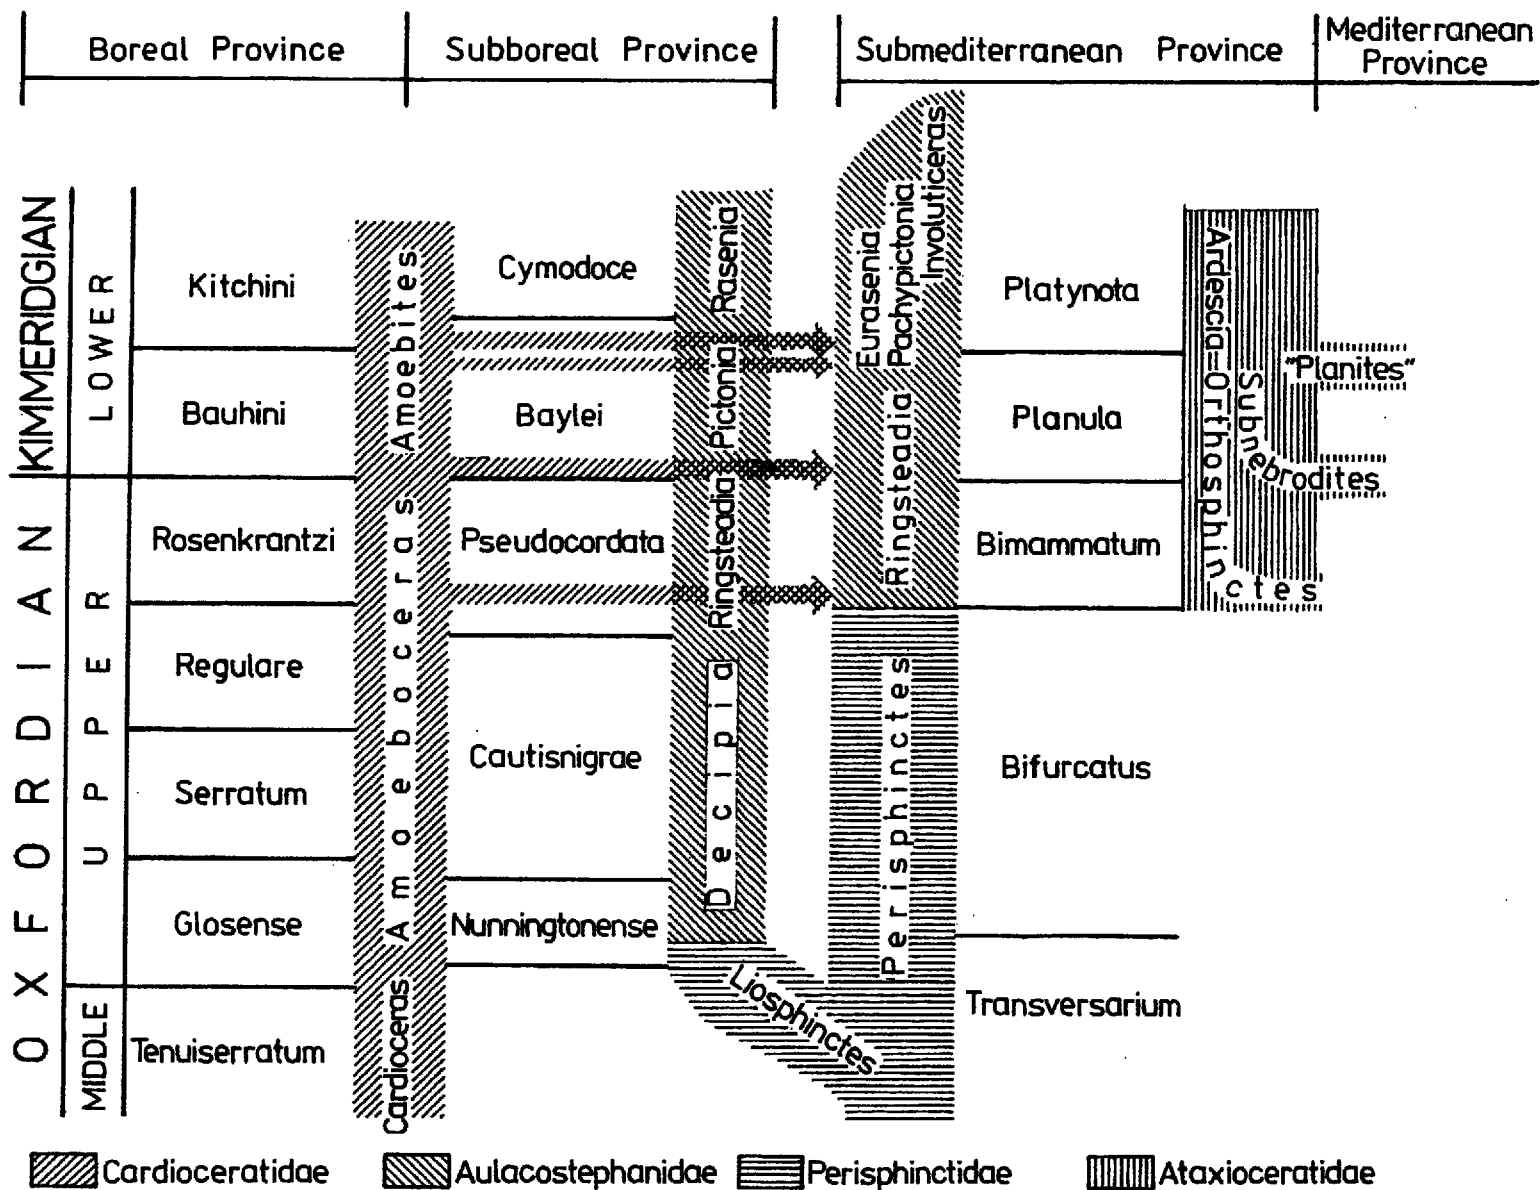 Boreal Province
Subboreal Province
Submediterranean Province
Mediterranean
Province
KIMMERIDGIAN
LOWER
OXFORDIAN
UPPER
MIDDLE
Kitchini
Bauhini
Rosenkrantzi
Regulare
Serratum
Glosense
Tenuiserratum
Amoebites
Amoeboceras
Cardioceras
Cymodoce
Baylei
Pseudocordata
Cautisnigrae
Nunningtonense
Rasenia
Pictonia
Ringsteadia
Decipia
Liosphinctes
Eurasenia
Pachypictonia
Involuticeras
Ringsteadia
Perisphinctes
Platynota
Planula
Bimammatum
Bifurcatus
Transversarium
Ardescia=Orthosphinctes
Subnebrodites
"Planites"
Cardioceratidae
Aulacostephanidae
Perisphinctidae
Ataxioceratidae